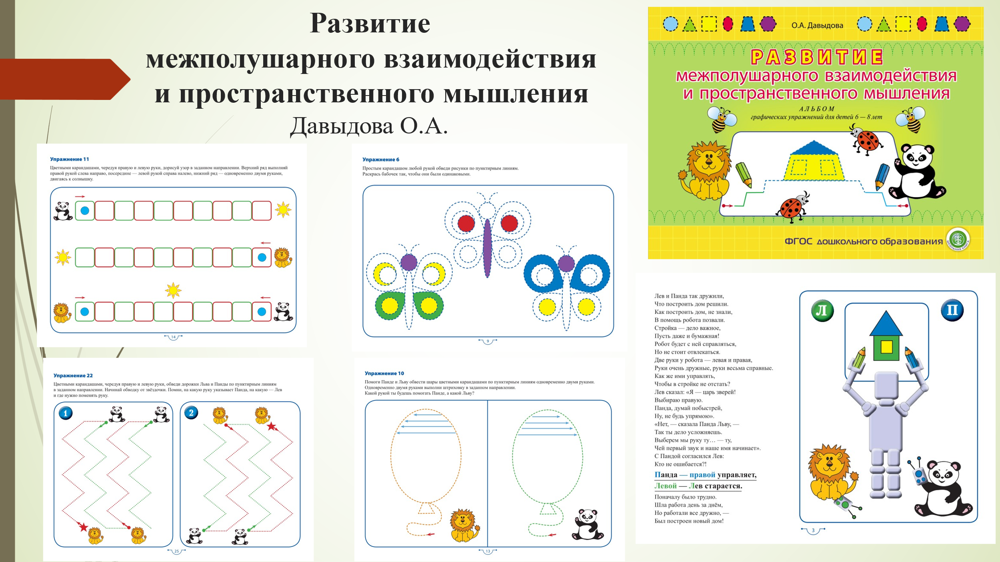 Развитие
межполушарного взаимодействия
и пространственного мышления
Давыдова О.А.
О.А. Давыдова
РАЗВИТИЕ
межполушарного взаимодействия
и пространственного мышления
АЛЬБОМ
графических упражнений для детей 6 — 8 лет
ФГОС дошкольного образования
ШКОЛЬНАЯ КНИГА
Упражнение 11
Цветными карандашами, чередуя правую и левую руки, дорисуй узор в заданном направлении. Верхний ряд выполняй
правой рукой слева направо, посередине — левой рукой справа налево, нижний ряд — одновременно двумя руками,
двигаясь к солнышку.
14
Упражнение 6
Простым карандашом любой рукой обведи рисунки по пунктирным линиям.
Раскрась бабочек так, чтобы они были одинаковыми.
9
Упражнение 22
Цветными карандашами, чередуя правую и левую руки, обведи дорожки Льва и Панды по пунктирным линиям
в заданном направлении. Начинай обводку от звёздочки. Помни, на какую руку указывает Панда, на какую — Лев
и где нужно поменять руку.
1
2
25
Упражнение 10
Помоги Панде и Льву обвести шары цветными карандашами по пунктирным линиям одновременно двумя руками.
Одновременно двумя руками выполни штриховку в заданном направлении.
Какой рукой ты будешь помогать Панде, а какой Льву?
13
Лев и Панда так дружили,
Что построить дом решили.
Как построить дом, не знали,
В помощь робота позвали.
Стройка — дело важное,
Пусть даже и бумажная!
Робот будет с ней справляться,
Но не стоит отвлекаться.
Две руки у робота — левая и правая,
Руки очень дружные, руки весьма справные.
Как же ими управлять,
Чтобы в стройке не отстать?
Лев сказал: «Я — царь зверей!
Выбираю правую.
Панда, думай побыстрей,
Ну, не будь упрямою».
«Нет, — сказала Панда Льву, —
Так ты дело усложняешь.
Выберем мы руку ту… — ту,
Чей первый звук и наше имя начинает».
С Пандой согласился Лев:
Кто не ошибается?!
Панда — правой управляет,
Левой — Лев старается.
Поначалу было трудно.
Шла работа день за днём,
Но работали все дружно, —
Был построен новый дом!
Л
П
3